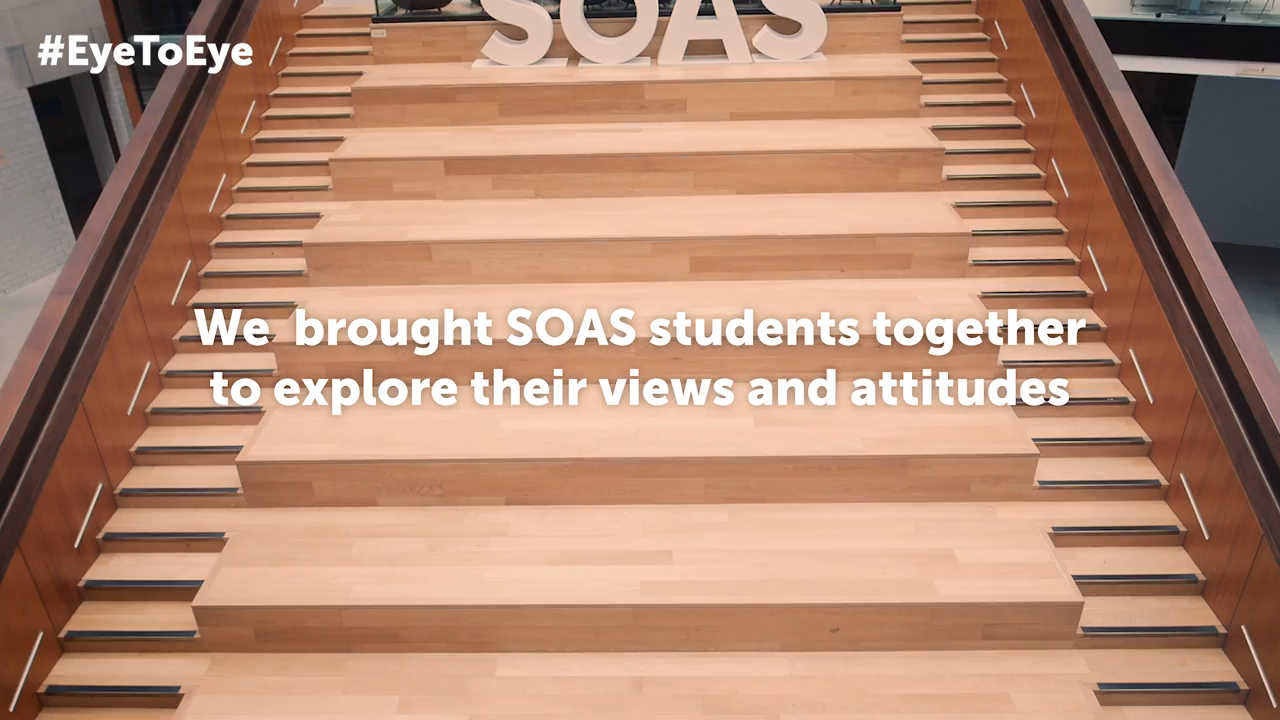 SOAS
#EyeToEye
We brought SOAS students together
to explore their views and attitudes